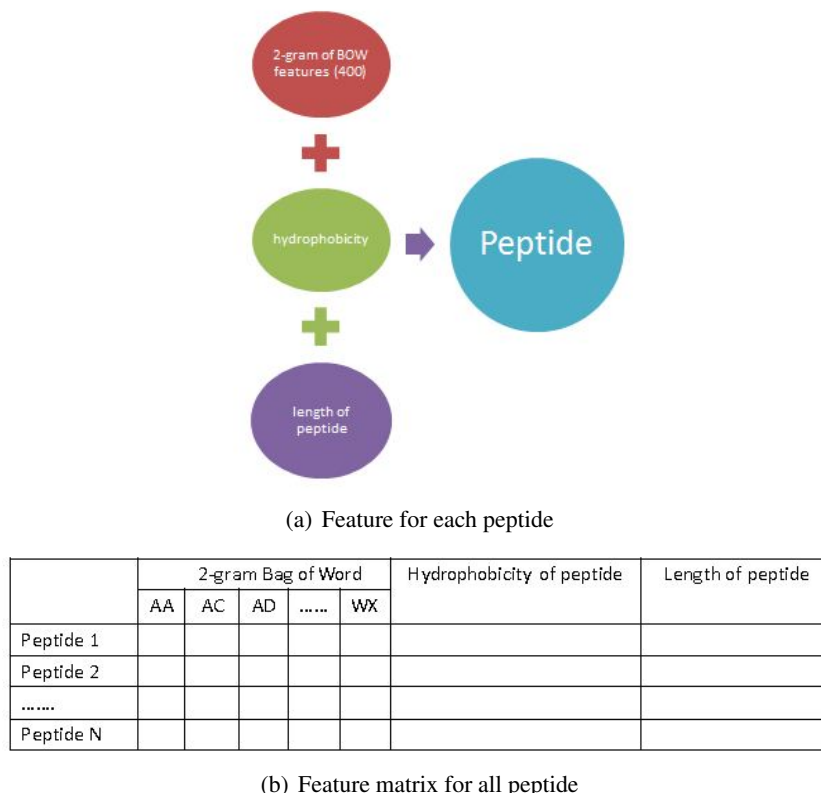 2-gram of BOW
features (400)
hydrophobicity
Peptide
length of
peptide
(a) Feature for each peptide
2-gram Bag of Word Hydrophobicity of peptide Length of peptide
AA AC AD ...... WX
Peptide 1
Peptide 2
.......
Peptide N
(b) Feature matrix for all peptide